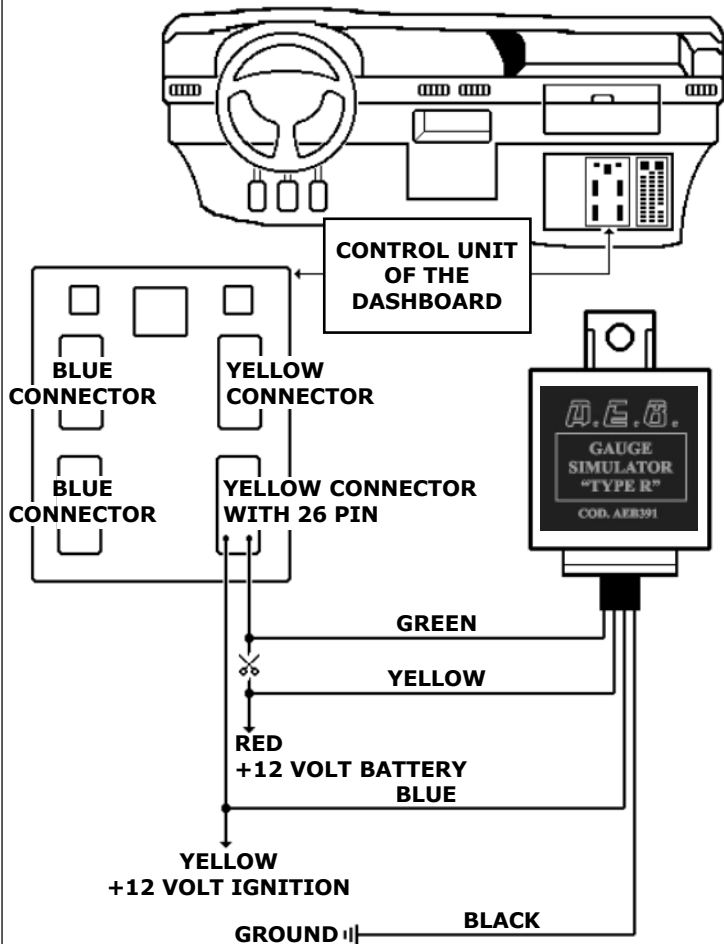 CONTROL UNIT
OF THE
DASHBOARD
BLUE
CONNECTOR
YELLOW
CONNECTOR
BLUE
CONNECTOR
YELLOW CONNECTOR
WITH 26 PIN
A.E.B.
GAUGE
SIMULATOR
"TYPE R"
COD. AEB391
GREEN
YELLOW
RED
+12 VOLT BATTERY
BLUE
YELLOW
+12 VOLT IGNITION
BLACK
GROUND